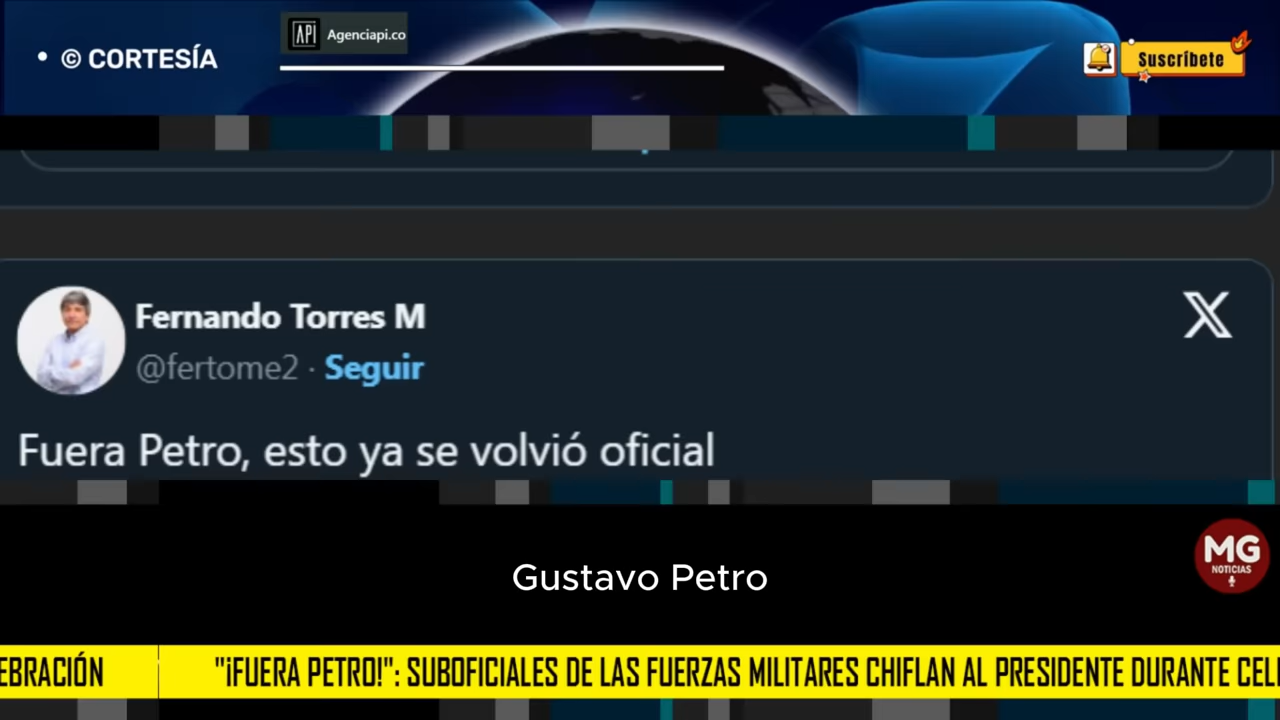 • © CORTESÍA
API Agenciapi.co
Suscríbete
Fernando Torres M
@fertome2 · Seguir
Fuera Petro, esto ya se volvió oficial
Gustavo Petro
MG
NOTICIAS
EBRACIÓN "¡FUERA PETRO!": SUBOFICIALES DE LAS FUERZAS MILITARES CHIFLAN AL PRESIDENTE DURANTE CEL